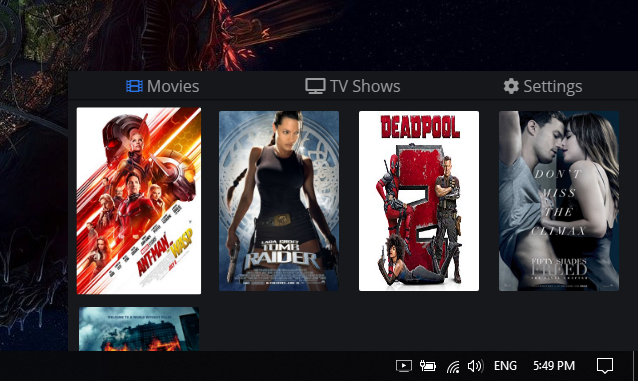 Movies
TV Shows
Settings
ANT-MAN
AND THE
WASP
LARA CROFT
TOMB
RAIDER
DEADPOOL
2
DON'T
MISS
THE
CLIMAX
FIFTY SHADES
FREED
ENG
5:49 PM